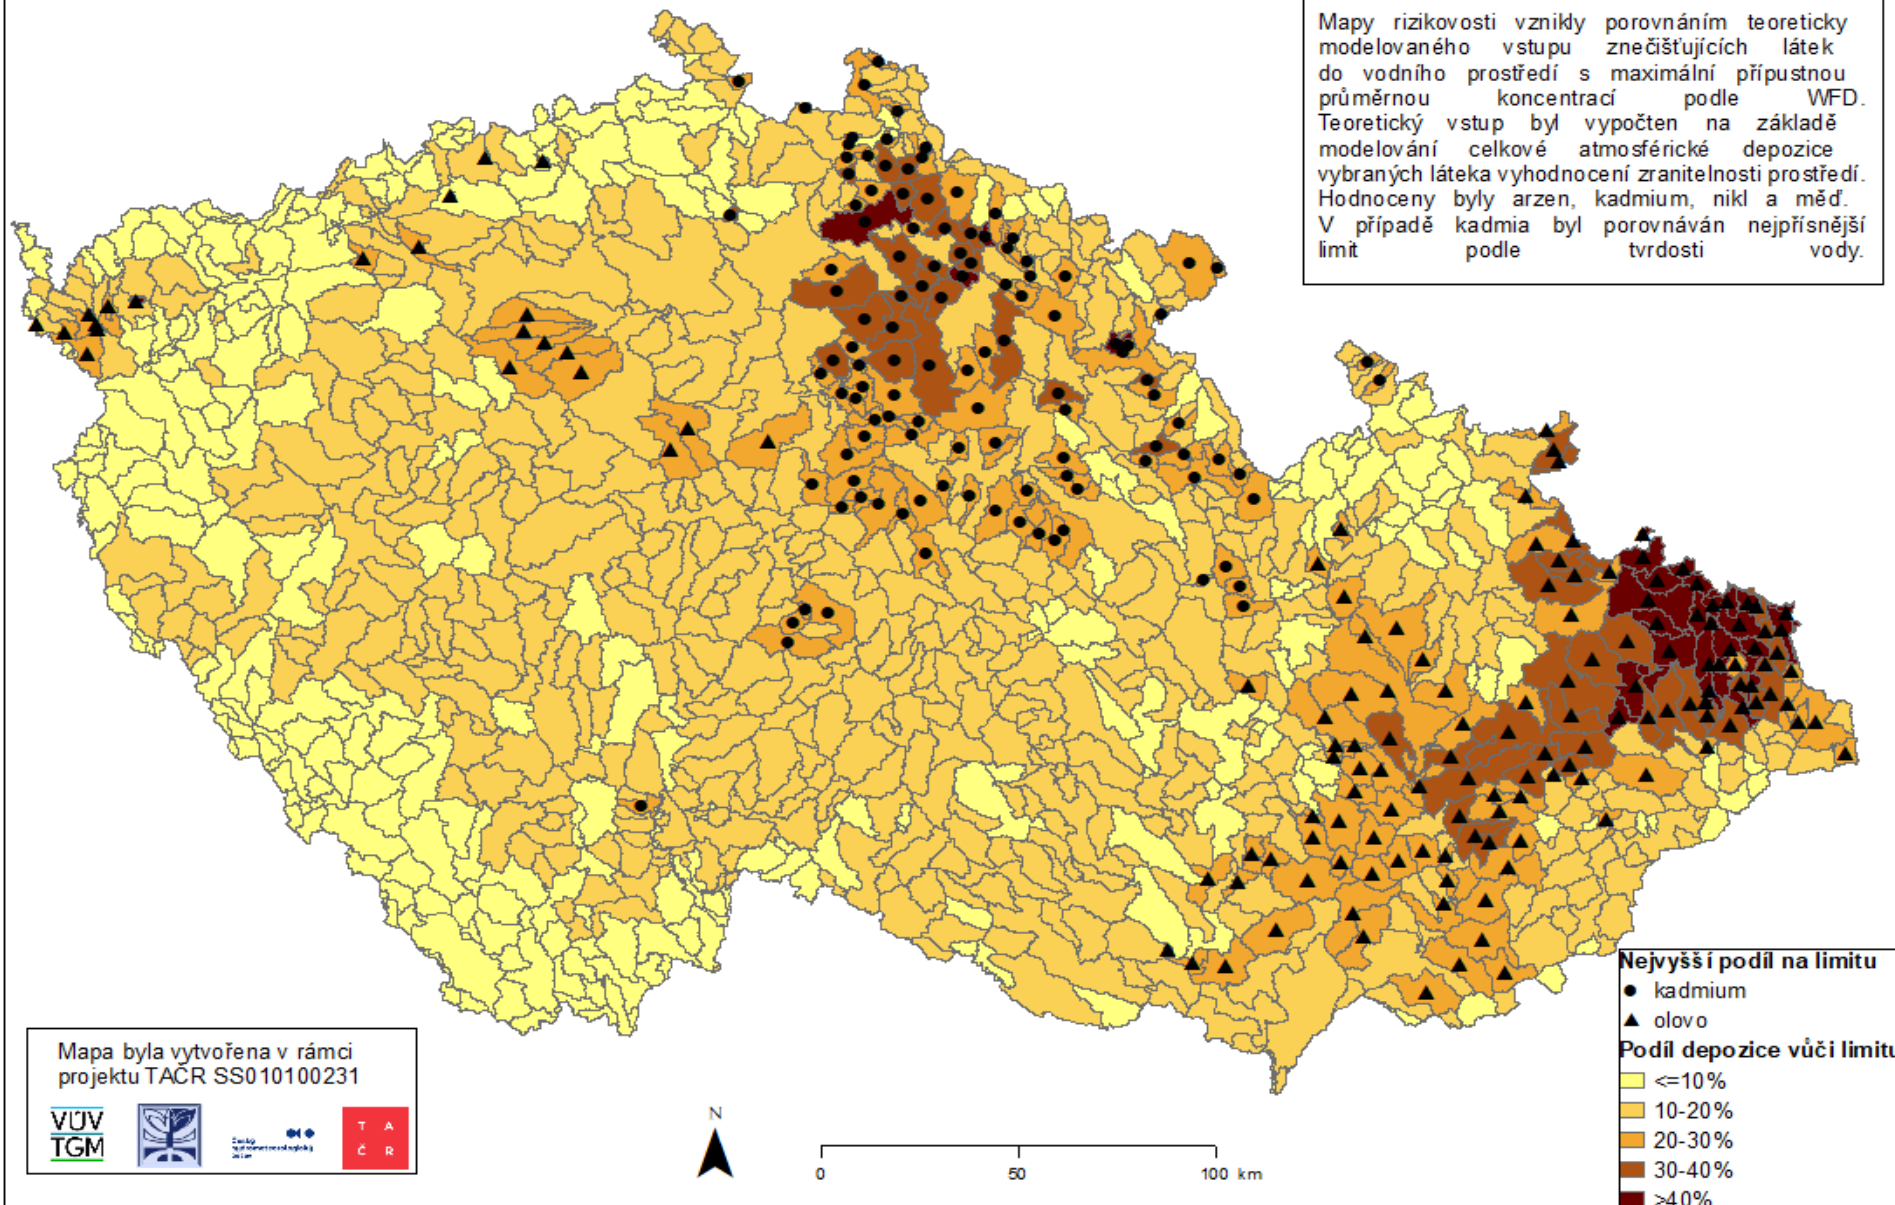 Mapy rizikovosti vznikly porovnáním teoreticky
modelovaného vstupu znečišťujících látek
do vodního prostředí s maximální přípustnou
průměrnou koncentrací podle WFD.
Teoretický vstup byl vypočten na základě
modelování celkové atmosférické depozice
vybraných láteka vyhodnocení zranitelnosti prostředí.
Hodnoceny byly arzen, kadmium, nikl a měď.
V případě kadmia byl porovnáván nejpřísnější
limit podle tvrdosti vody.
Nejvyšší podíl na limitu
kadmium
olovo
Podíl depozice vůči limitu
<=10%
10-20%
20-30%
30-40%
>40%
Mapa byla vytvořena v rámci
projektu TAČR SS010100231
VÚV
TGM
Český
hydrometeorologický
ústav
T A
Č R
N
0 50 100 km